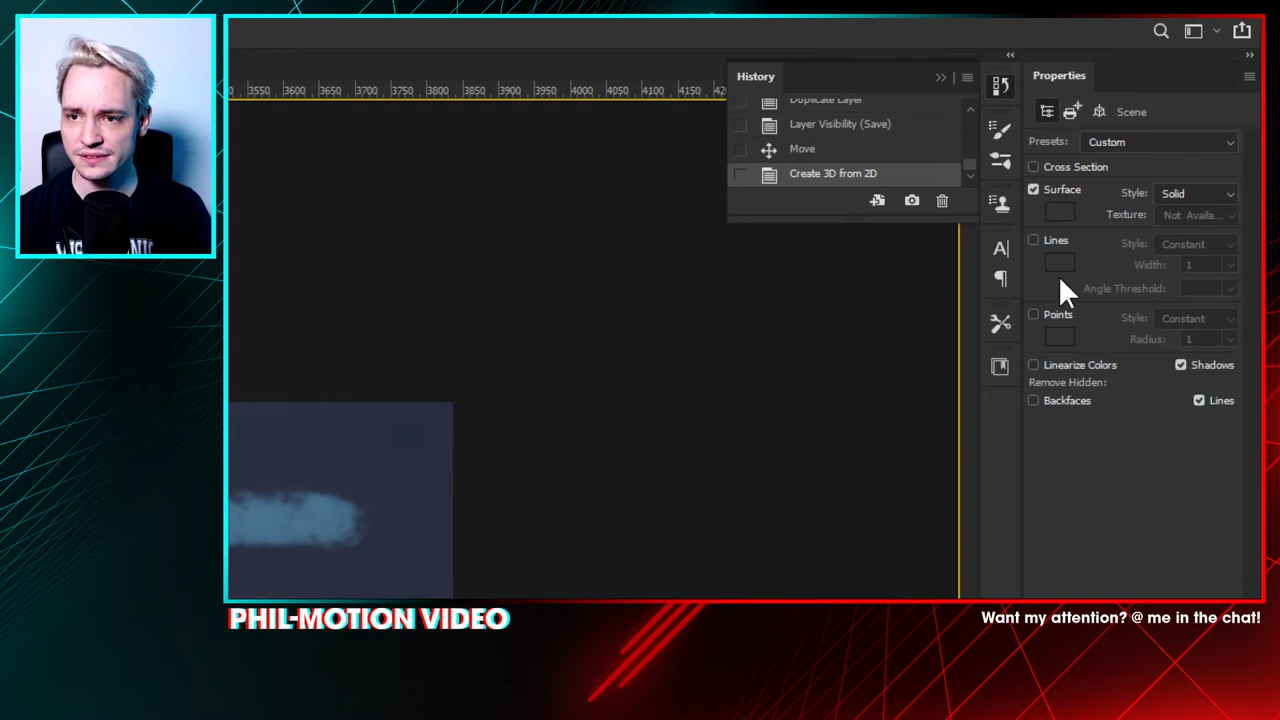 3550 3600 3650 3700 3750 3800 3850 3900 3950 4000 4050 4100 4150
History
Duplicate Layer
Layer Visibility (Save)
Move
Create 3D from 2D
Properties
Scene
Presets: Custom
Cross Section
Surface Style: Solid
Texture: Not Availa...
Lines Style: Constant
Width: 1
Angle Threshold:
Points Style: Constant
Radius: 1
Linearize Colors Shadows
Remove Hidden:
Backfaces Lines
PHIL-MOTION VIDEO
Want my attention? @ me in the chat!